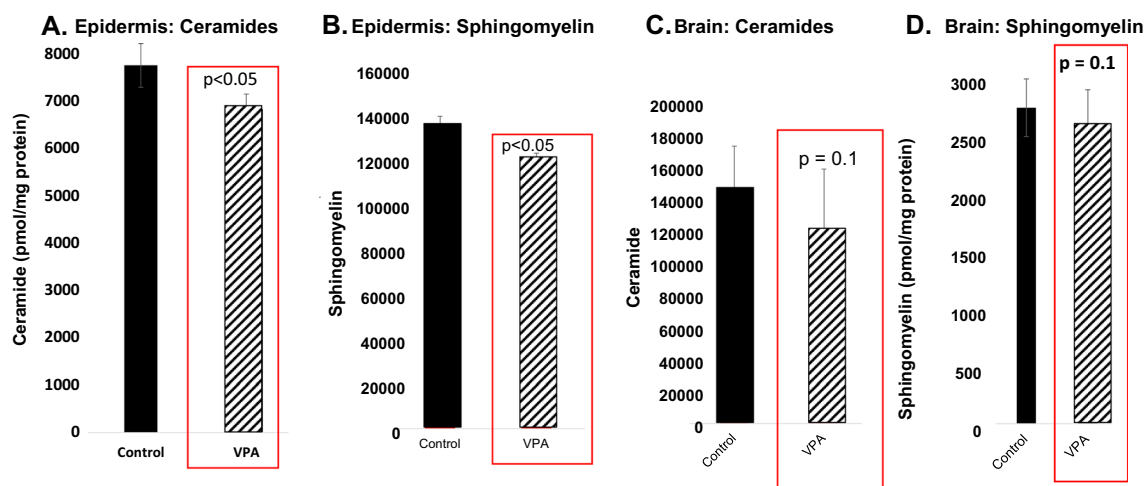 A. Epidermis: Ceramides
Ceramide (pmol/mg protein)
8000
7000
6000
5000
4000
3000
2000
1000
0
p<0.05
Control
VPA
B. Epidermis: Sphingomyelin
Sphingomyelin
160000
140000
120000
100000
80000
60000
40000
20000
0
p<0.05
Control
VPA
C. Brain: Ceramides
Ceramide
200000
180000
160000
140000
120000
100000
80000
60000
40000
20000
0
p = 0.1
Control
VPA
D. Brain: Sphingomyelin
Sphingomyelin (pmol/mg protein)
3000
2500
2000
1500
1000
500
0
p = 0.1
Control
VPA